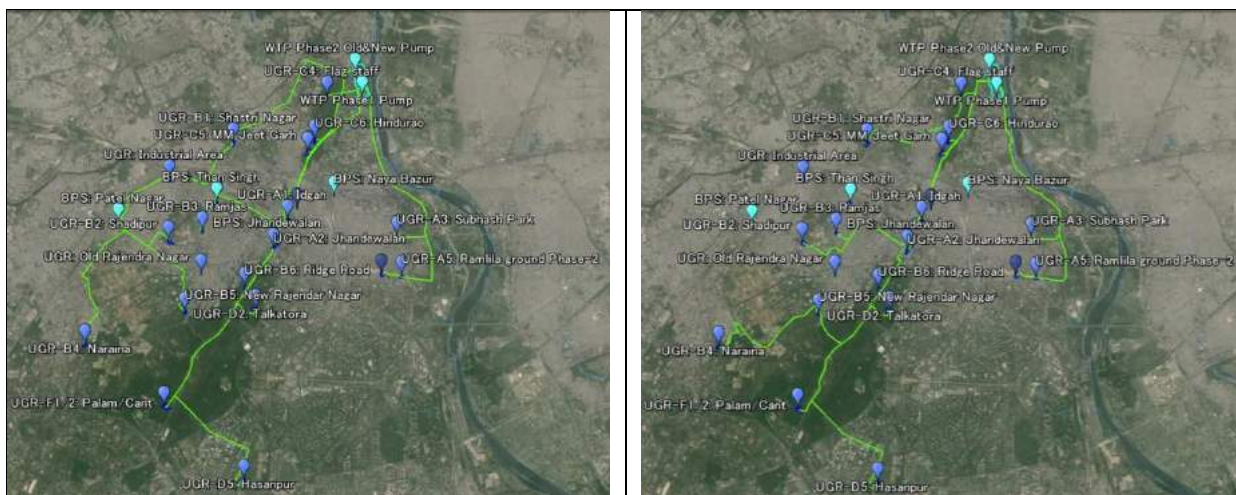 WTP Phase2 Old&New Pump
UGR-C4: Flag staff
WTP Phase1 Pump
UGR-B1: Shastri Nagar
UGR-C6: Hindurao
UGR-C5: MM Jeet Garh
UGR: Industrial Area
BPS: Than Singh
BPS: Naya Bazur
BPS: Patel Nagar
UGR-A1: Idgah
UGR-B3: Ramjas
UGR-B2: Shadipur
BPS: Jhandewalan
UGR-A3: Subhash Park
UGR-A2: Jhandewalan
UGR: Old Rajendra Nagar
UGR-A5: Ramlila ground Phase-2
UGR-B6: Ridge Road
UGR-B5: New Rajendar Nagar
UGR-D2: Talkatora
UGR-B4: Naraina
UGR-F1, 2: Palam/Cant
UGR-D5: Hasanpur
WTP Phase2 Old&New Pump
UGR-C4: Flag staff
WTP Phase1 Pump
UGR-B1: Shastri Nagar
UGR-C6: Hindurao
UGR-C5: MM Jeet Garh
UGR: Industrial Area
BPS: Than Singh
BPS: Naya Bazur
BPS: Patel Nagar
UGR-A1: Idgah
UGR-B3: Ramjas
UGR-B2: Shadipur
BPS: Jhandewalan
UGR-A3: Subhash Park
UGR-A2: Jhandewalan
UGR: Old Rajendra Nagar
UGR-A5: Ramlila ground Phase-2
UGR-B6: Ridge Road
UGR-B5: New Rajendar Nagar
UGR-D2: Talkatora
UGR-B4: Naraina
UGR-F1, 2: Palam/Cant
UGR-D5: Hasanpur